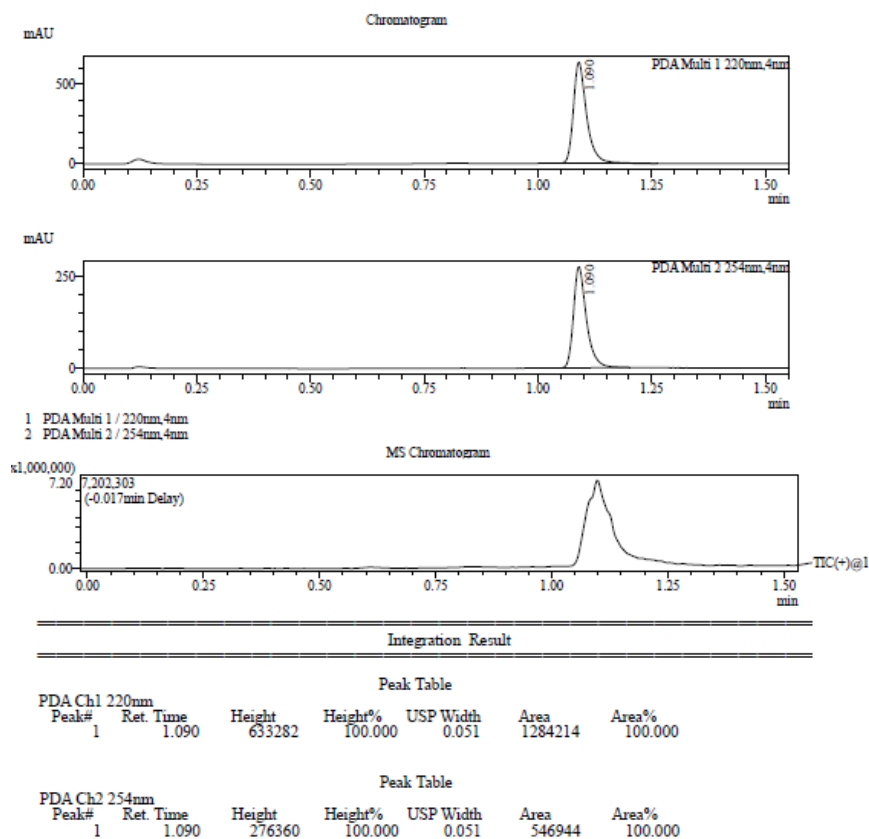 Chromatogram
mAU
PDA Multi 1 220nm,4nm
1.090
500
0
0.00 0.25 0.50 0.75 1.00 1.25 1.50
min
mAU
PDA Multi 2 254nm,4nm
1.090
250
0
0.00 0.25 0.50 0.75 1.00 1.25 1.50
min
1 PDA Multi 1 / 220nm,4nm
2 PDA Multi 2 / 254nm,4nm
MS Chromatogram
x1,000,000)
7.20 7,202,303
(-0.017min Delay)
0.00
TIC(+)@1
0.00 0.25 0.50 0.75 1.00 1.25 1.50
min
Integration Result
Peak Table
PDA Ch1 220nm
Peak# Ret. Time Height Height% USP Width Area Area%
1 1.090 633282 100.000 0.051 1284214 100.000
Peak Table
PDA Ch2 254nm
Peak# Ret. Time Height Height% USP Width Area Area%
1 1.090 276360 100.000 0.051 546944 100.000